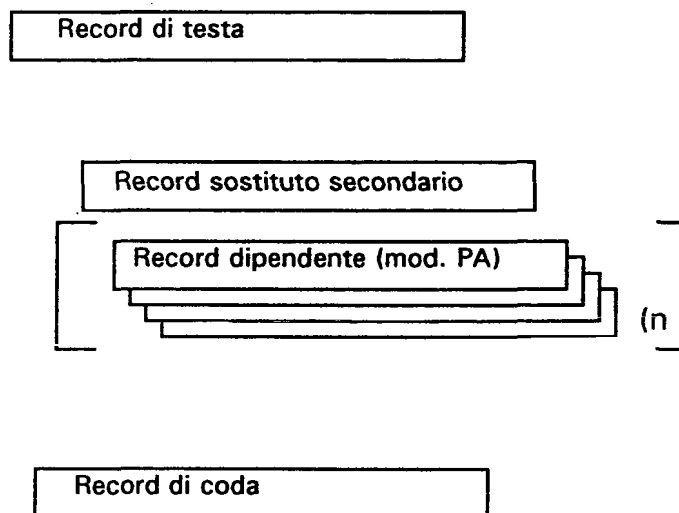 Record di testa
Record sostituto secondario
Record dipendente (mod. PA)
(n
Record di coda